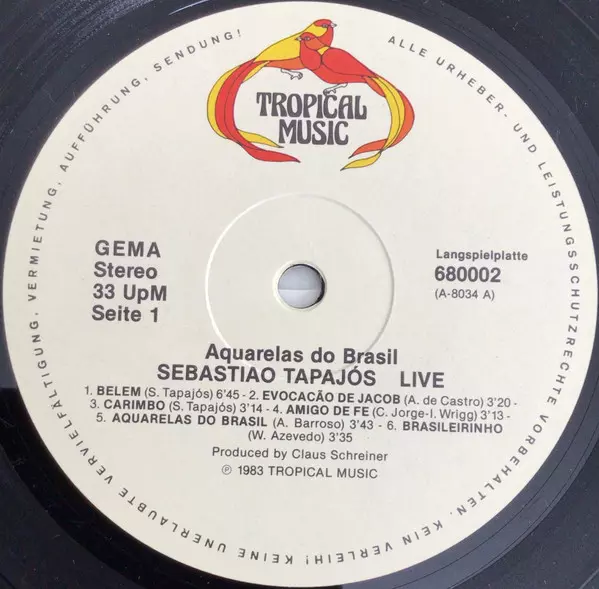 ALLE URHEBER- UND LEISTUNGSSCHUTZRECHTE VORBEHALTEN. KEIN VERLEIH! KEINE UNERLAUBTE VERVIELFÄLTIGUNG, VERMIETUNG, AUFFÜHRUNG, SENDUNG!
TROPICAL
MUSIC
GEMA
Stereo
33 UpM
Seite 1
Langspielplatte
680002
(A-8034 A)
Aquarelas do Brasil
SEBASTIAO TAPAJÓS LIVE
1. BELEM (S. Tapajós) 6'45 - 2. EVOCACÃO DE JACOB (A. de Castro) 3'20 -
3. CARIMBO (S. Tapajós) 3'14 - 4. AMIGO DE FE (C. Jorge-I. Wrigg) 3'13 -
5. AQUARELAS DO BRASIL (A. Barroso) 3'43 - 6. BRASILEIRINHO
(W. Azevedo) 3'35
Produced by Claus Schreiner
℗ 1983 TROPICAL MUSIC